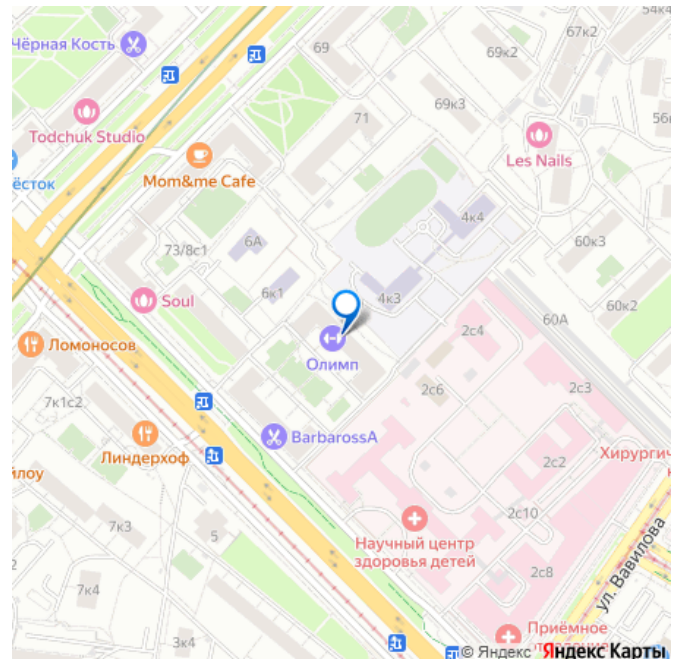 Чёрная Кость
69
69к2
67к2
54к4
69к3
71
56
Todchuk Studio
Les Nails
ёсток
Mom&me Cafe
4к4
6А
73/8с1
60к3
6к1
4к3
60к2
Soul
60А
2с4
Ломоносов
Олимп
2с6
2с3
7к1с2
BarbarossA
Линдерхоф
2с2
Хирургич
йлоу
2с10
7к3
5
Научный центр
здоровья детей
ул. Вавилова
2с8
7к4
3к4
Приёмное
© Яндекс Яндекс Карты